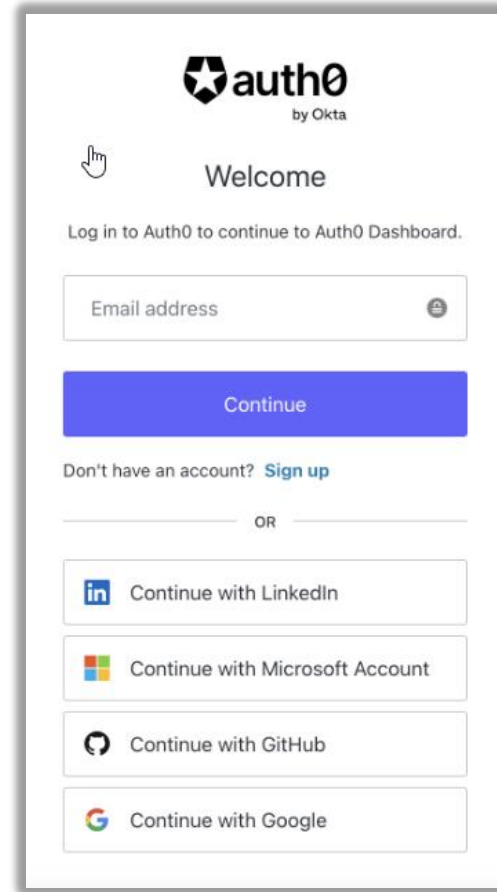 auth0
by Okta
Welcome
Log in to Auth0 to continue to Auth0 Dashboard.
Email address
Continue
Don't have an account? Sign up
OR
in Continue with LinkedIn
Continue with Microsoft Account
Continue with GitHub
G Continue with Google